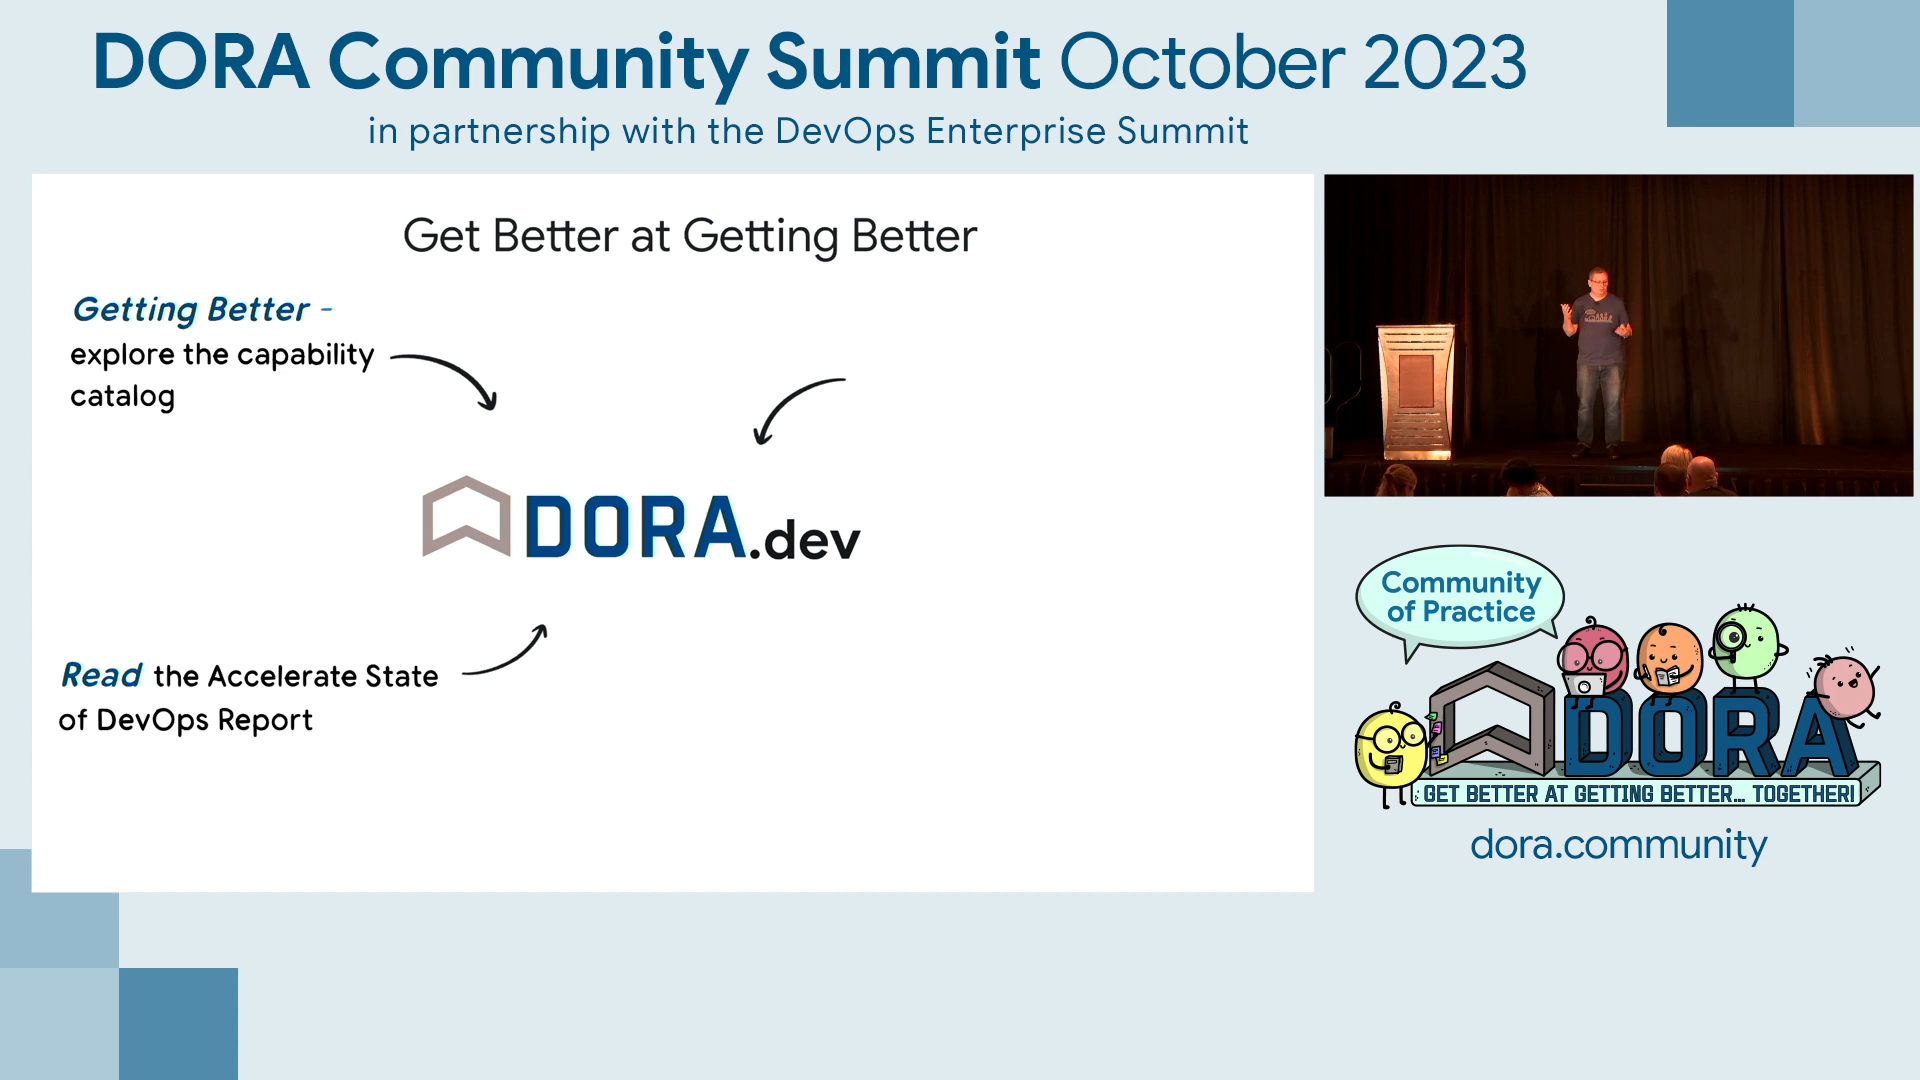 DORA Community Summit October 2023
in partnership with the DevOps Enterprise Summit
Get Better at Getting Better
Getting Better -
explore the capability
catalog
DORA.dev
Read the Accelerate State
of DevOps Report
Community
of Practice
DORA
GET BETTER AT GETTING BETTER... TOGETHER!
dora.community